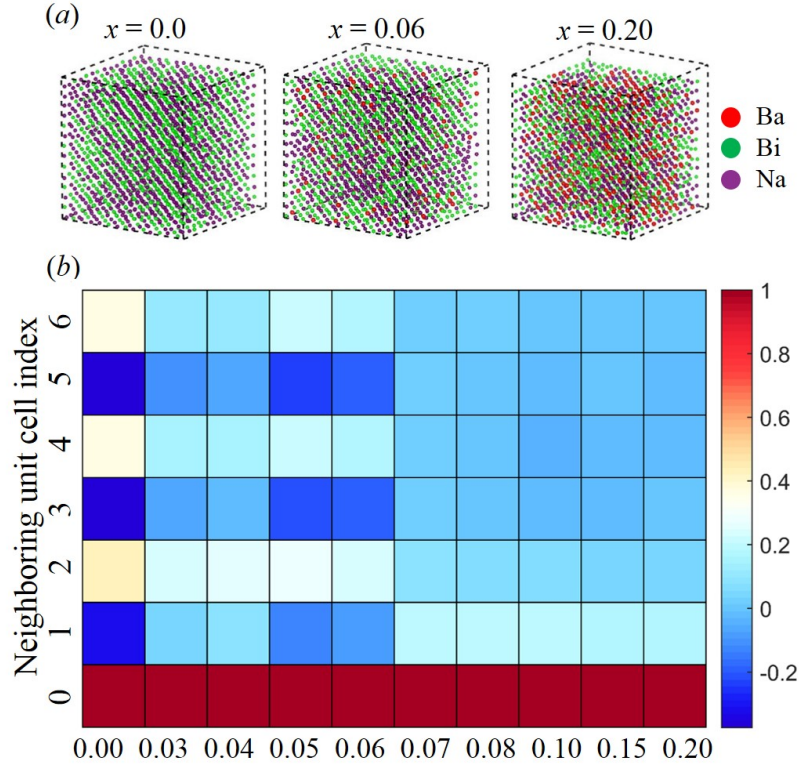 (a)
x = 0.0
x = 0.06
x = 0.20
Ba
Bi
Na
(b)
Neighboring unit cell index
6
5
4
3
2
1
0
0.00 0.03 0.04 0.05 0.06 0.07 0.08 0.10 0.15 0.20
1
0.8
0.6
0.4
0.2
0
-0.2